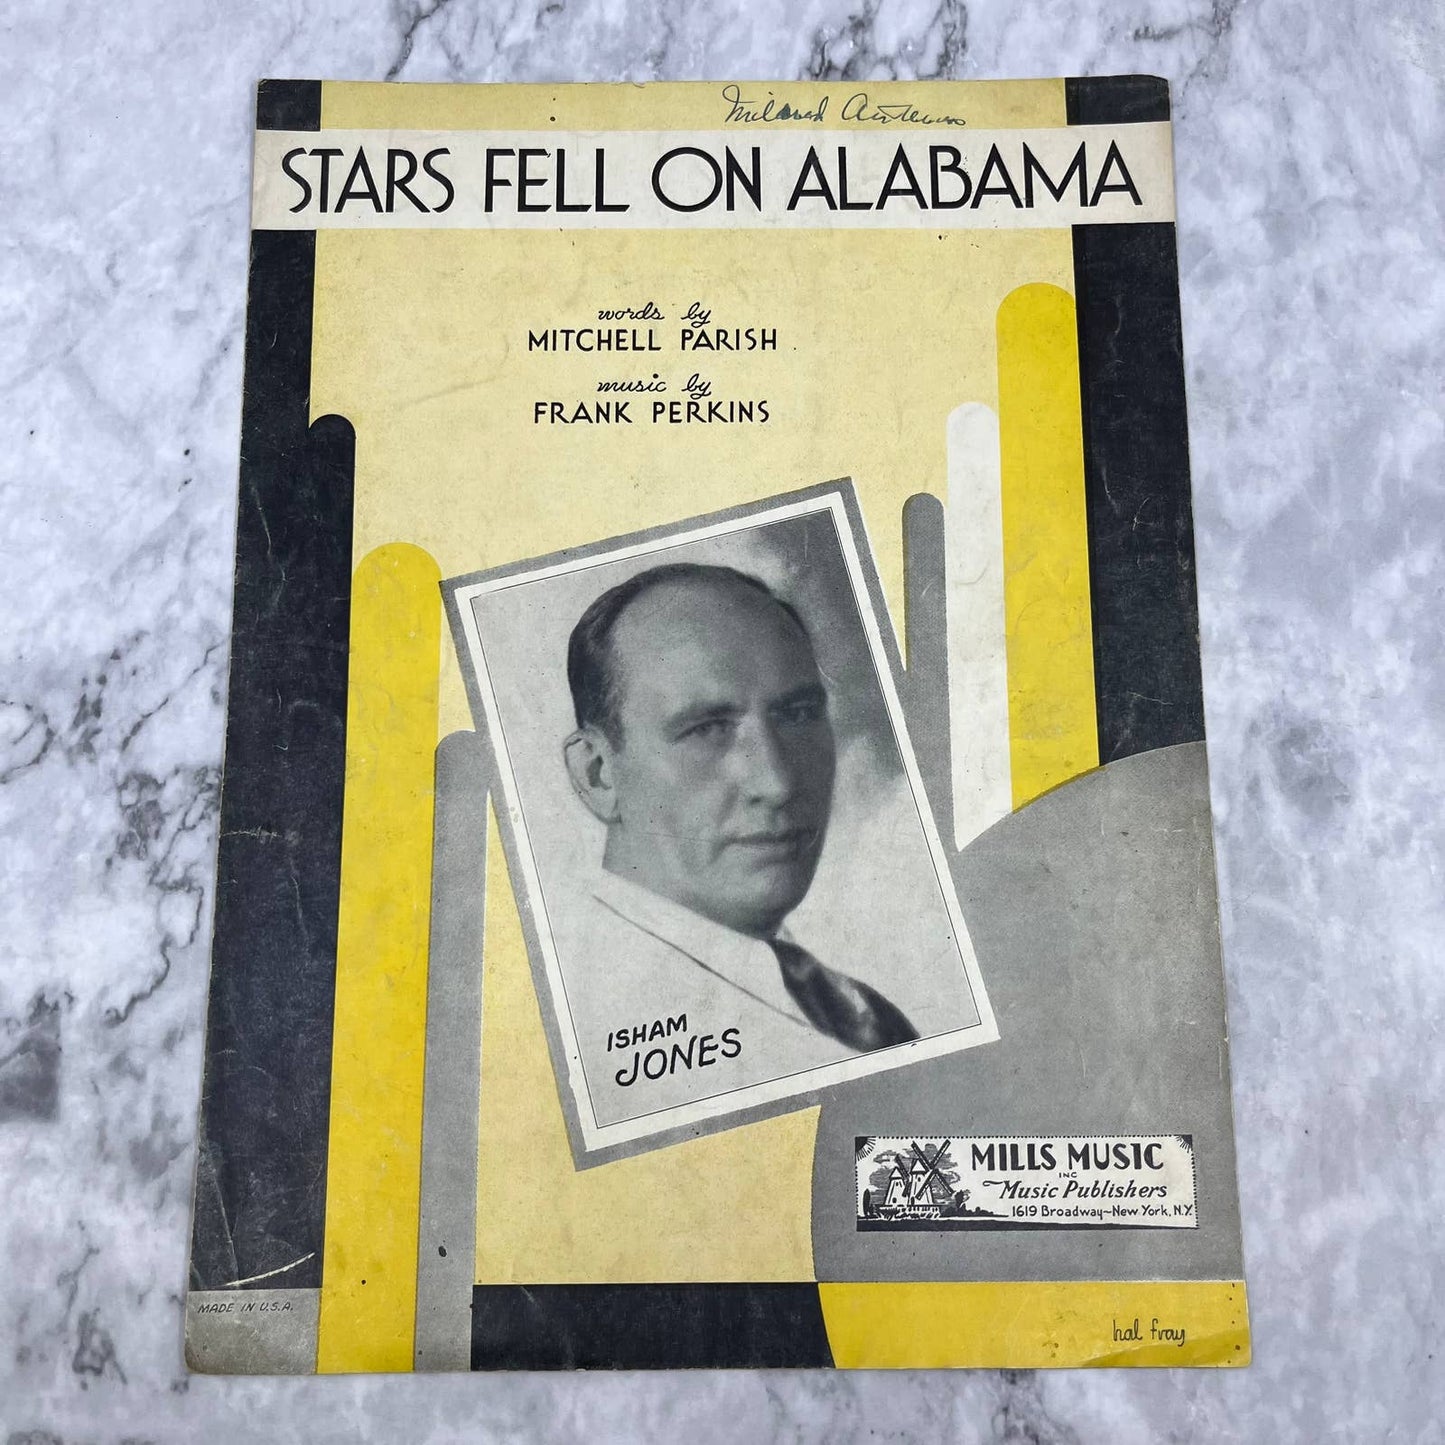 Mildred
STARS FELL ON ALABAMA
words by
MITCHELL PARISH
music by
FRANK PERKINS
ISHAM
JONES
MILLS MUSIC
INC
Music Publishers
1619 Broadway~New York, N.Y.
MADE IN U.S.A.
hal fray